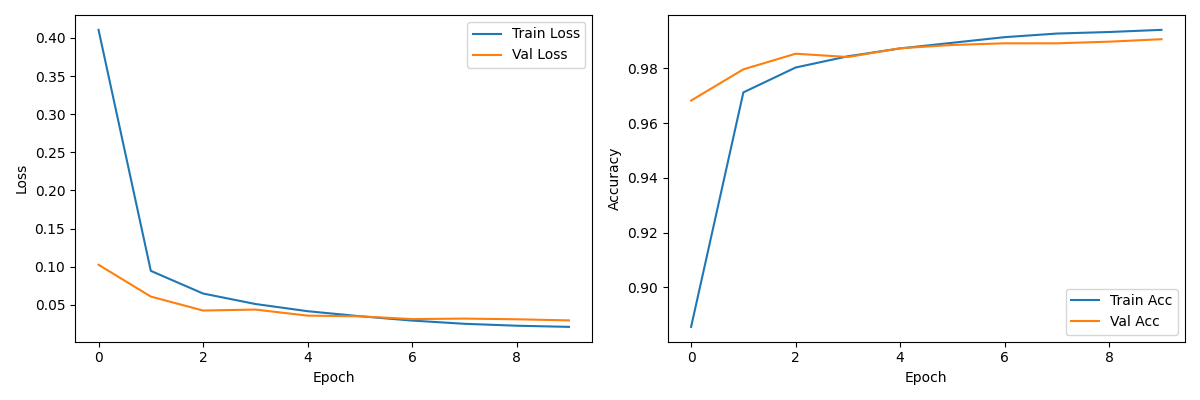 0.40
0.35
0.30
0.25
0.20
0.15
0.10
0.05
Loss
0
2
4
6
8
Epoch
Train Loss
Val Loss
0.98
0.96
0.94
0.92
0.90
Accuracy
0
2
4
6
8
Epoch
Train Acc
Val Acc